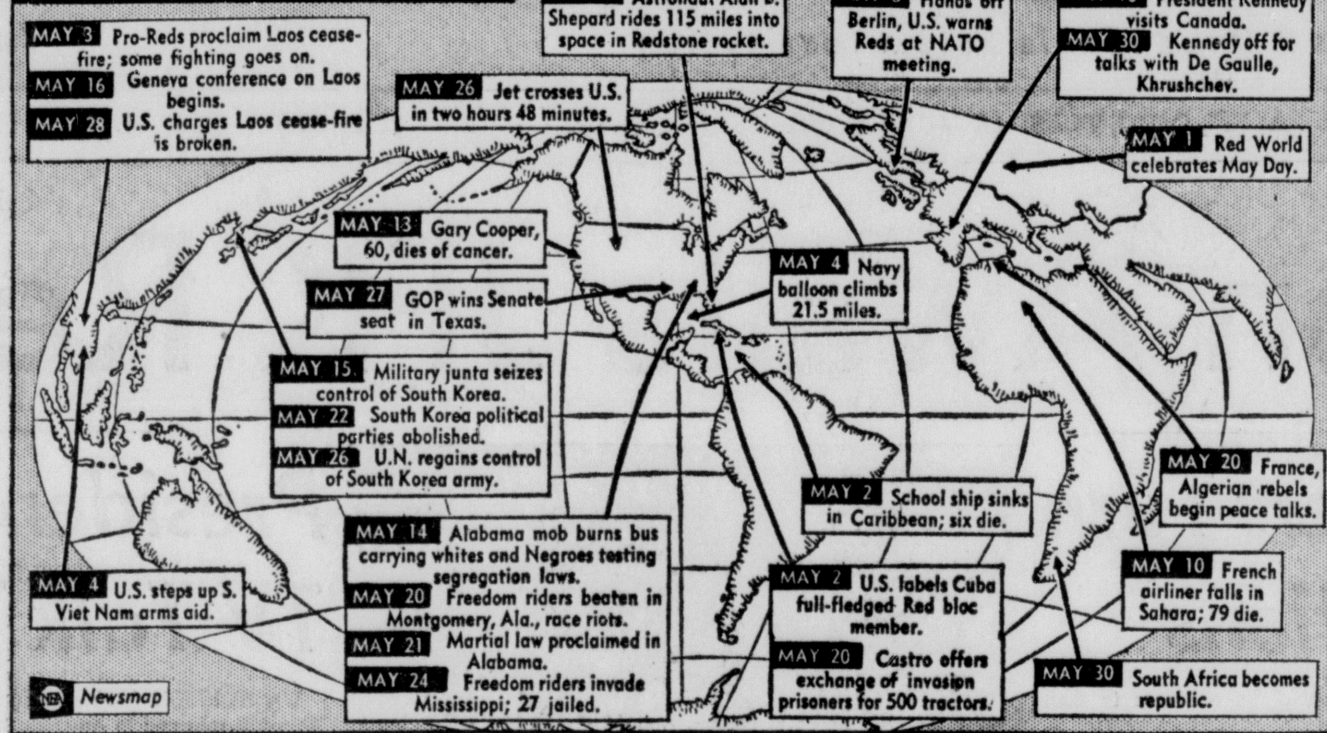 MAY 3 Pro-Reds proclaim Laos cease-
fire; some fighting goes on.
MAY 16 Geneva conference on Laos
begins.
MAY 28 U.S. charges Laos cease-fire
is broken.
Astronaut Alan B.
Shepard rides 115 miles into
space in Redstone rocket.
Hands off
Berlin, U.S. warns
Reds at NATO
meeting.
President Kennedy
visits Canada.
MAY 30 Kennedy off for
talks with De Gaulle,
Khrushchev.
MAY 26 Jet crosses U.S.
in two hours 48 minutes.
MAY 1 Red World
celebrates May Day.
MAY 13 Gary Cooper,
60, dies of cancer.
MAY 4 Navy
balloon climbs
21.5 miles.
MAY 27 GOP wins Senate
seat in Texas.
MAY 15. Military junta seizes
control of South Korea.
MAY 22 South Korea political
parties abolished.
MAY 26 U.N. regains control
of South Korea army.
MAY 20 France,
Algerian rebels
begin peace talks.
MAY 2 School ship sinks
in Caribbean; six die.
MAY 14 Alabama mob burns bus
carrying whites and Negroes testing
segregation laws.
MAY 20 Freedom riders beaten in
Montgomery, Ala., race riots.
MAY 21 Martial law proclaimed in
Alabama.
MAY 24 Freedom riders invade
Mississippi; 27 jailed.
MAY 2 U.S. labels Cuba
full-fledged Red bloc
member.
MAY 20 Castro offers
exchange of invasion
prisoners for 500 tractors.
MAY 10 French
airliner falls in
Sahara; 79 die.
MAY 4 U.S. steps up S.
Viet Nam arms aid.
MAY 30 South Africa becomes
republic.
NEA Newsmap